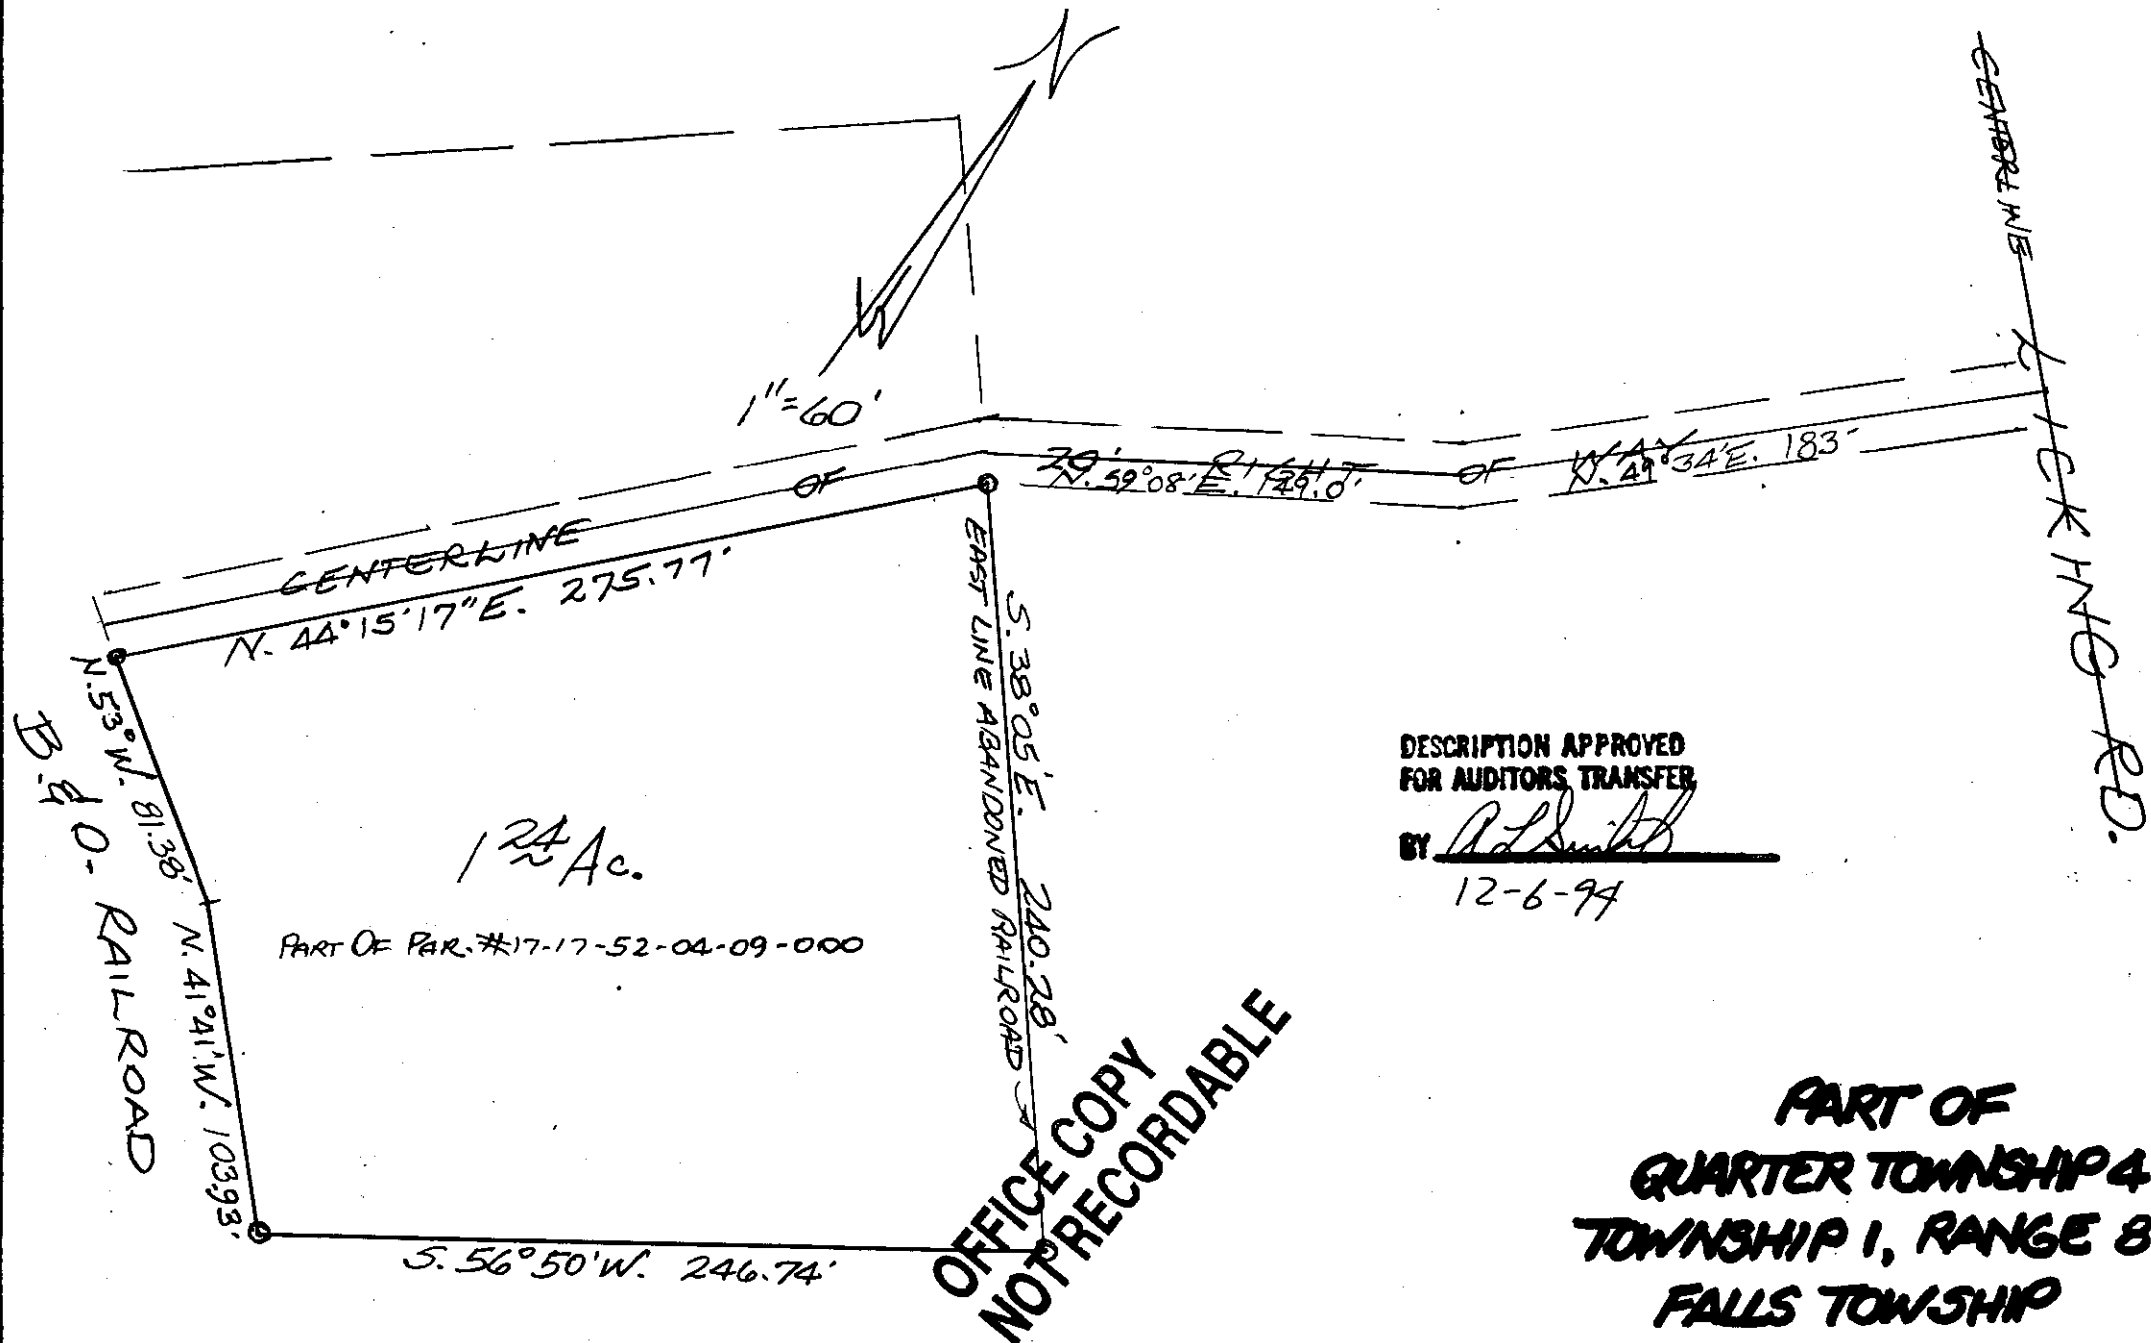 N
CENTERLINE
LICKING RD.
1"=60'
CENTERLINE OF 20' RIGHT OF WAY
N. 59°08'E. 149.0'
N. 49°34'E. 183'
N. 44°15'17"E. 275.77'
N. 53°W. 81.38'
B. & O. RAILROAD
N. 41°41'W. 103.93'
S. 38°05'E. 240.28'
EAST LINE ABANDONED RAILROAD
1 24 Ac.
PART OF PAR. #17-17-52-04-09-000
S. 56°50'W. 246.74'
DESCRIPTION APPROVED
FOR AUDITORS TRANSFER
BY A L Smith
12-6-94
OFFICE COPY
NOT RECORDABLE
PART OF
QUARTER TOWNSHIP 4
TOWNSHIP 1, RANGE 8
FALLS TOWSHIP